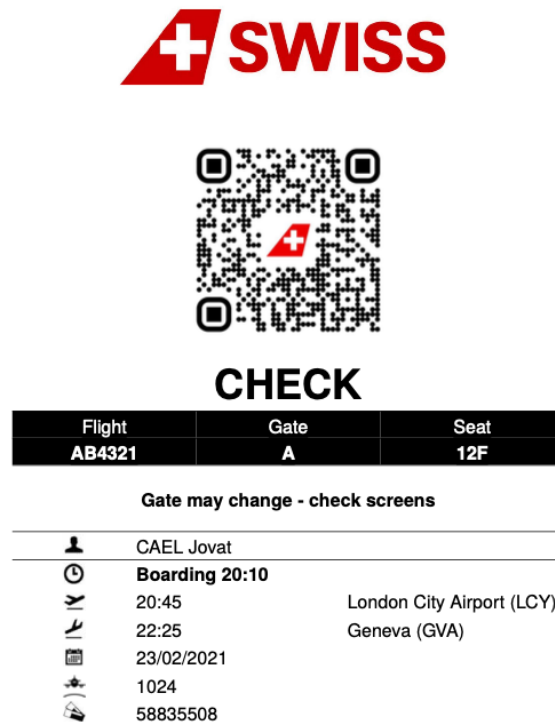 SWISS
CHECK
Flight Gate Seat
AB4321 A 12F
Gate may change - check screens
CAEL Jovat
Boarding 20:10
20:45 London City Airport (LCY)
22:25 Geneva (GVA)
23/02/2021
1024
58835508